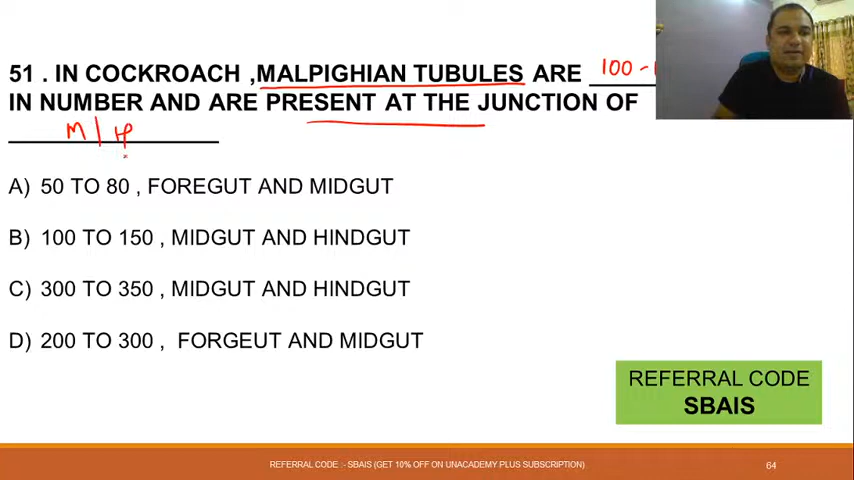 51 . IN COCKROACH ,MALPIGHIAN TUBULES ARE 100 -
IN NUMBER AND ARE PRESENT AT THE JUNCTION OF
M | H
A) 50 TO 80 , FOREGUT AND MIDGUT
B) 100 TO 150 , MIDGUT AND HINDGUT
C) 300 TO 350 , MIDGUT AND HINDGUT
D) 200 TO 300 , FORGEUT AND MIDGUT
REFERRAL CODE
SBAIS
REFERRAL CODE :- SBAIS (GET 10% OFF ON UNACADEMY PLUS SUBSCRIPTION)
64